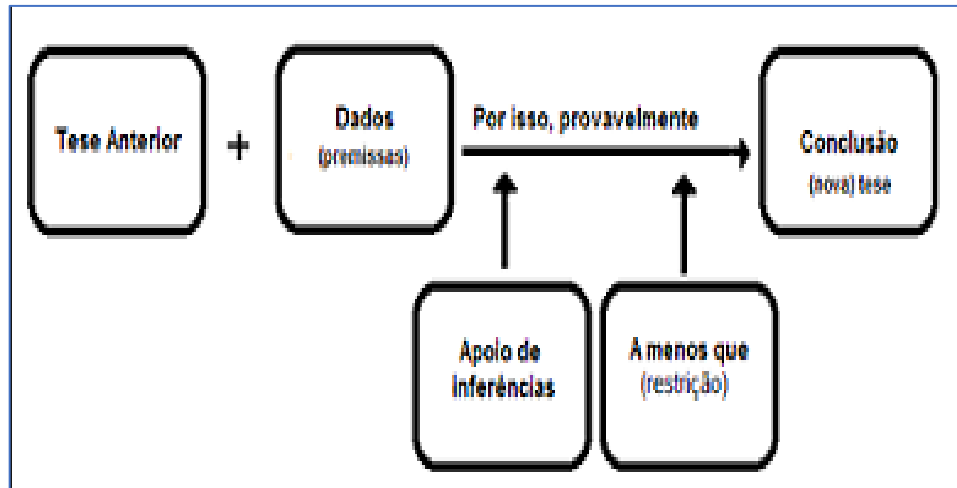 Tese Anterior
+
Dados
(premissas)
Por isso, provavelmente
Conclusão
(nova) tese
Apoio de
inferências
A menos que
(restrição)